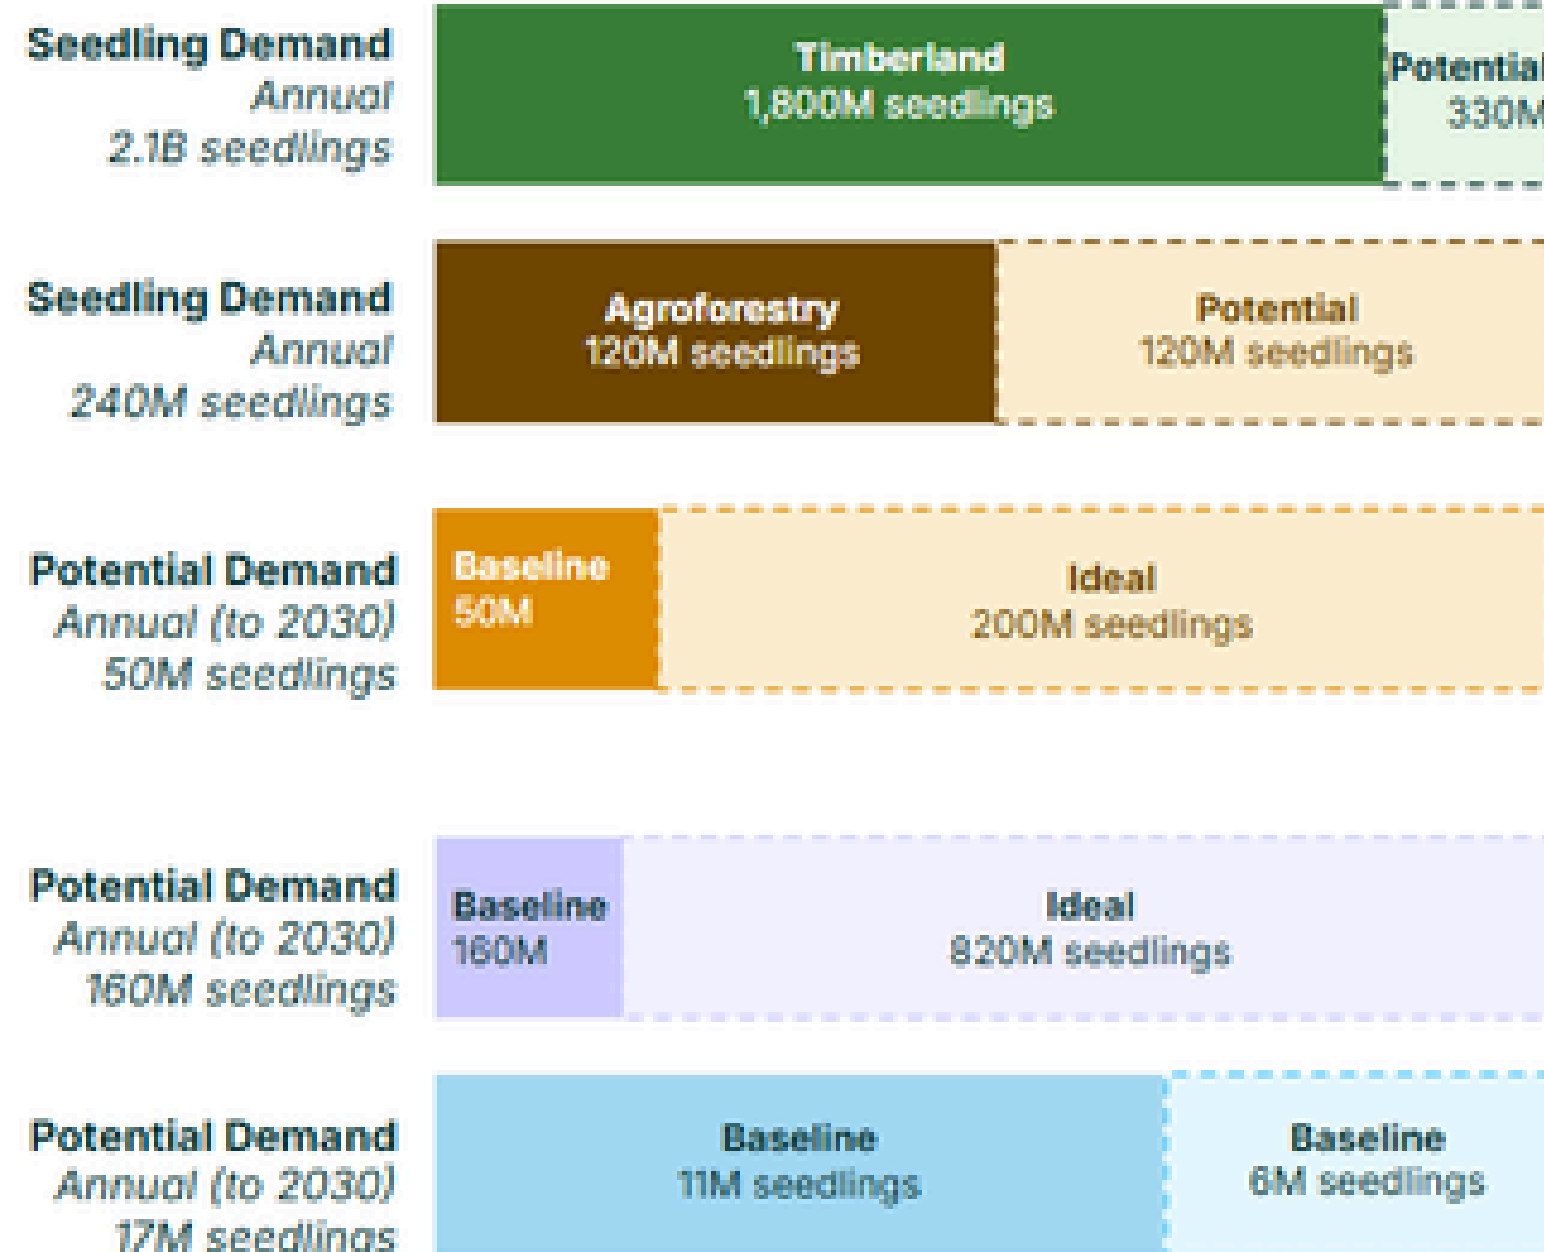 Seedling Demand
Annual
2.1B seedlings
Timberland
1,800M seedlings
Potential
330M
Seedling Demand
Annual
240M seedlings
Agroforestry
120M seedlings
Potential
120M seedlings
Potential Demand
Annual (to 2030)
50M seedlings
Baseline
50M
Ideal
200M seedlings
Potential Demand
Annual (to 2030)
160M seedlings
Baseline
160M
Ideal
820M seedlings
Potential Demand
Annual (to 2030)
17M seedlings
Baseline
11M seedlings
Baseline
6M seedlings